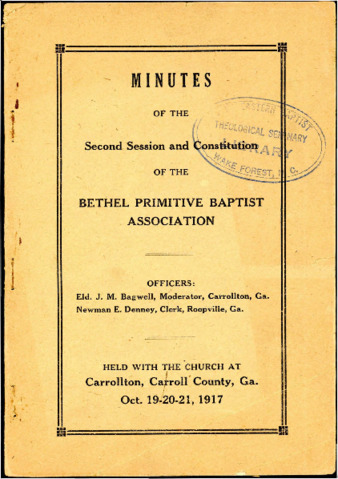 MINUTES
OF THE
Second Session and Constitution
OF THE
BETHEL PRIMITIVE BAPTIST
ASSOCIATION
OFFICERS:
Eld. J. M. Bagwell, Moderator, Carrollton, Ga.
Newman E. Denney, Clerk, Roopville, Ga.
HELD WITH THE CHURCH AT
Carrollton, Carroll County, Ga.
Oct. 19-20-21, 1917
BAPTIST
THEOLOGICAL SEMINARY
LIBRARY
WAKE FOREST, N. C.